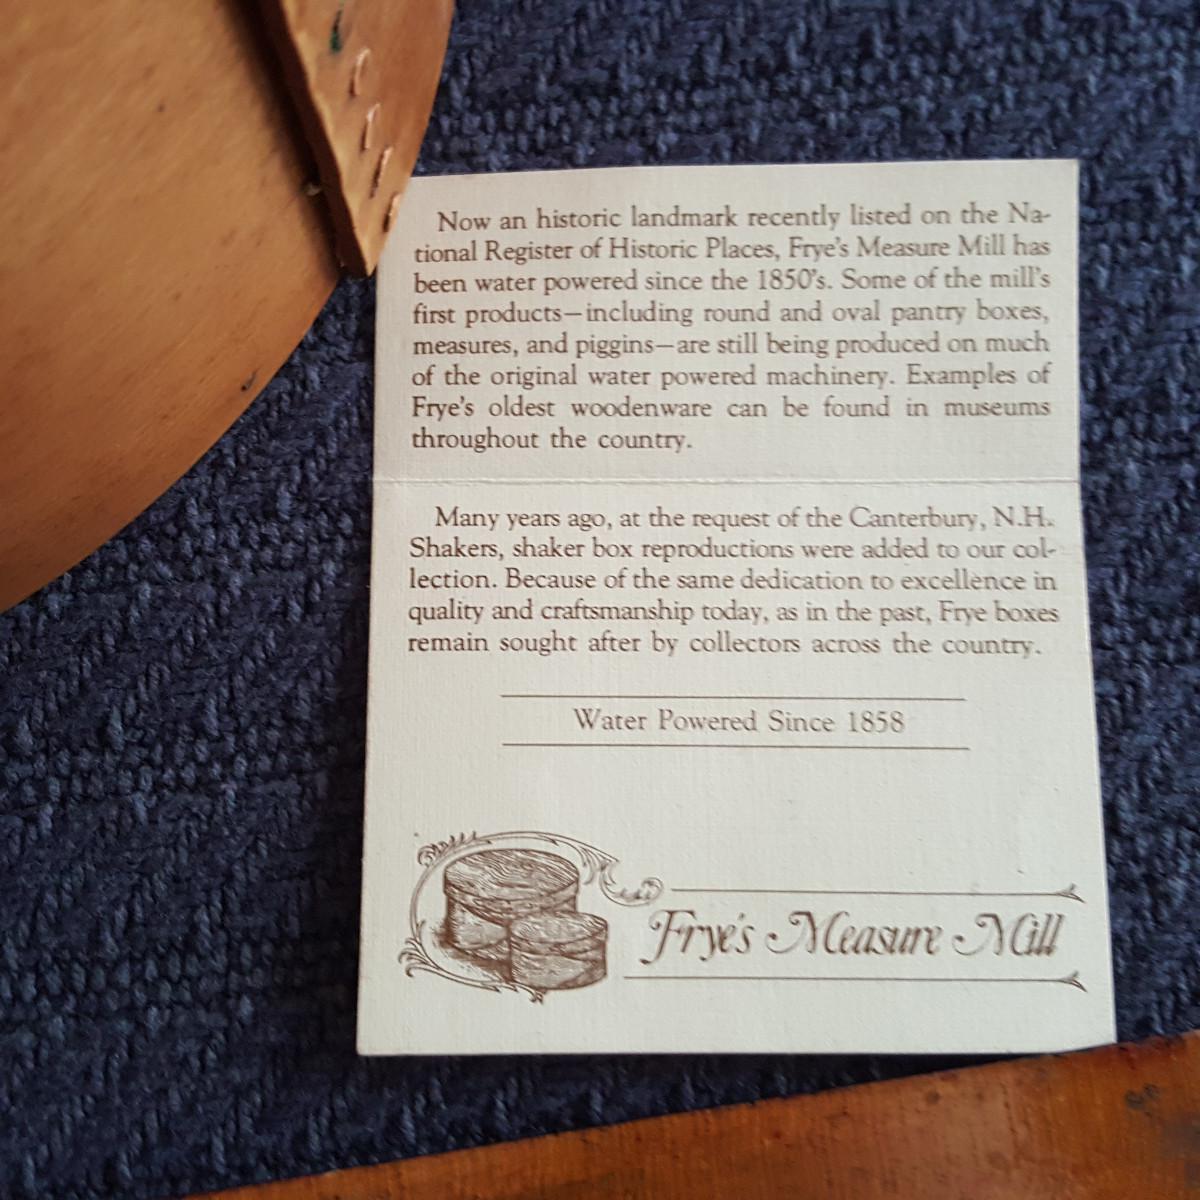 Now an historic landmark recently listed on the Na-
tional Register of Historic Places, Frye's Measure Mill has
been water powered since the 1850's. Some of the mill's
first products—including round and oval pantry boxes,
measures, and piggins—are still being produced on much
of the original water powered machinery. Examples of
Frye's oldest woodenware can be found in museums
throughout the country.
Many years ago, at the request of the Canterbury, N.H.
Shakers, shaker box reproductions were added to our col-
lection. Because of the same dedication to excellence in
quality and craftsmanship today, as in the past, Frye boxes
remain sought after by collectors across the country.
Water Powered Since 1858
Frye's Measure Mill